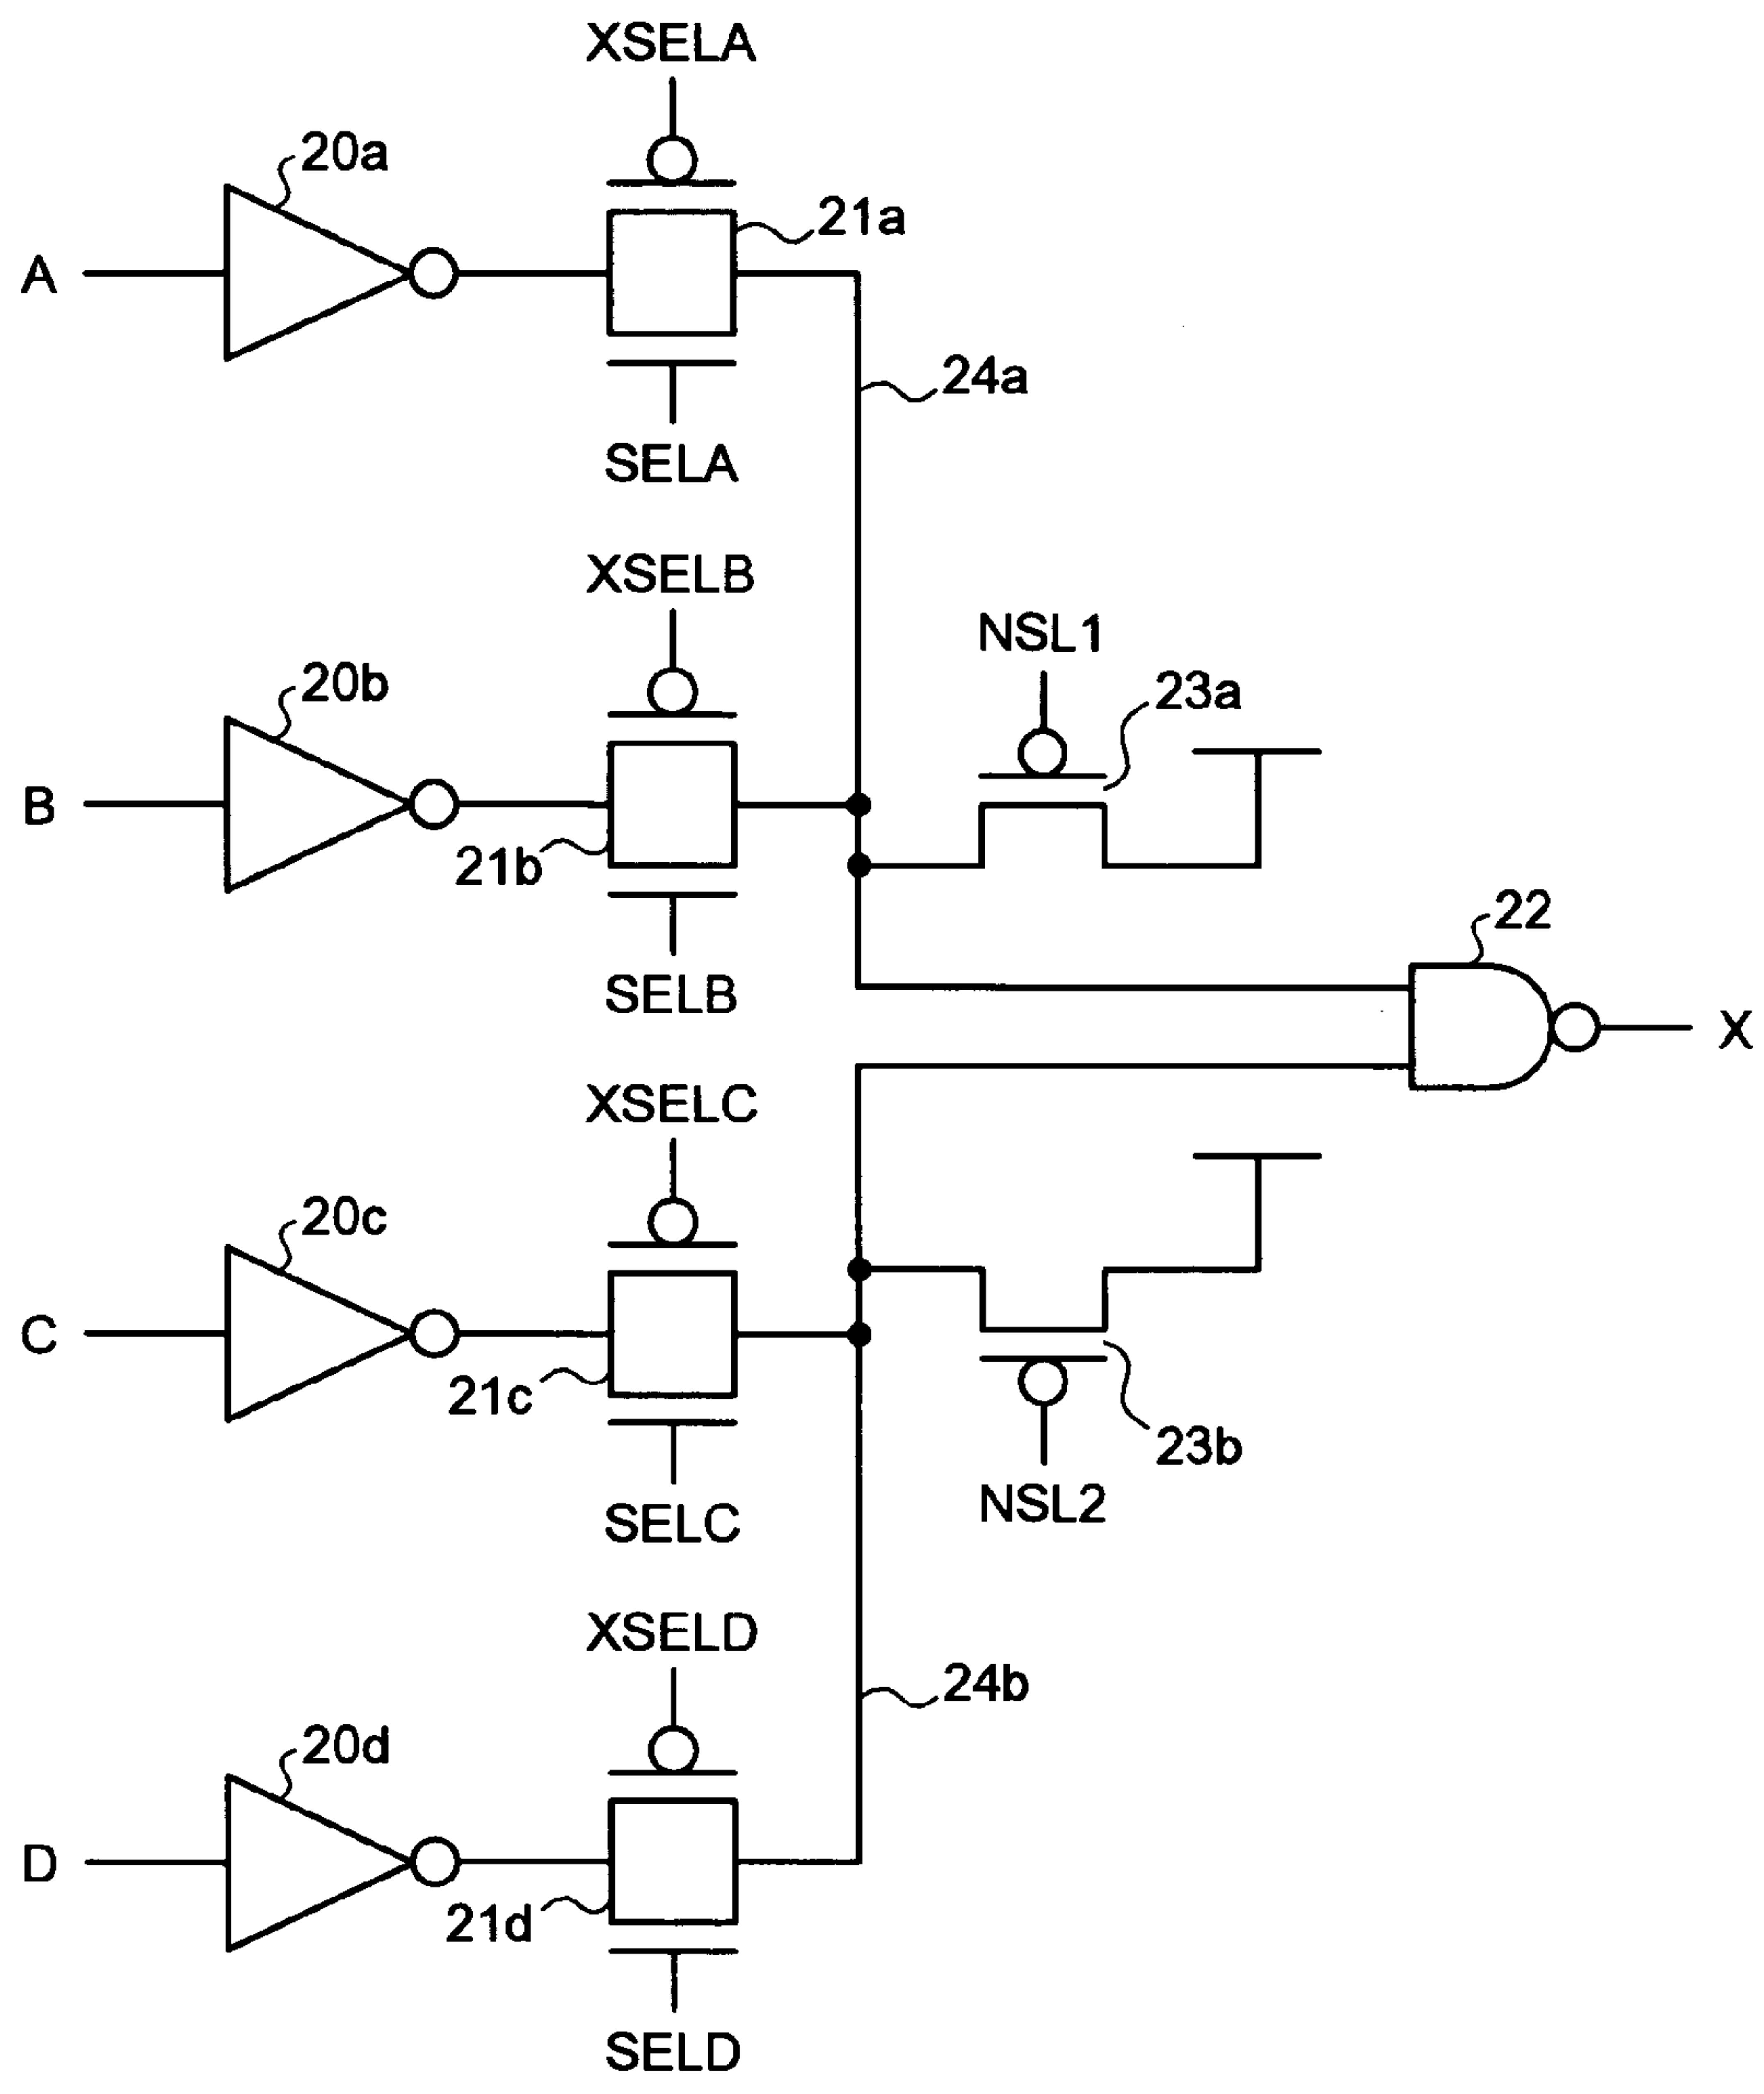 XSELA
20a
21a
A
24a
SELA
XSELB
NSL1
20b
23a
B
21b
22
SELB
X
XSELC
20c
C
21c
23b
NSL2
SELC
XSELD
24b
20d
D
21d
SELD